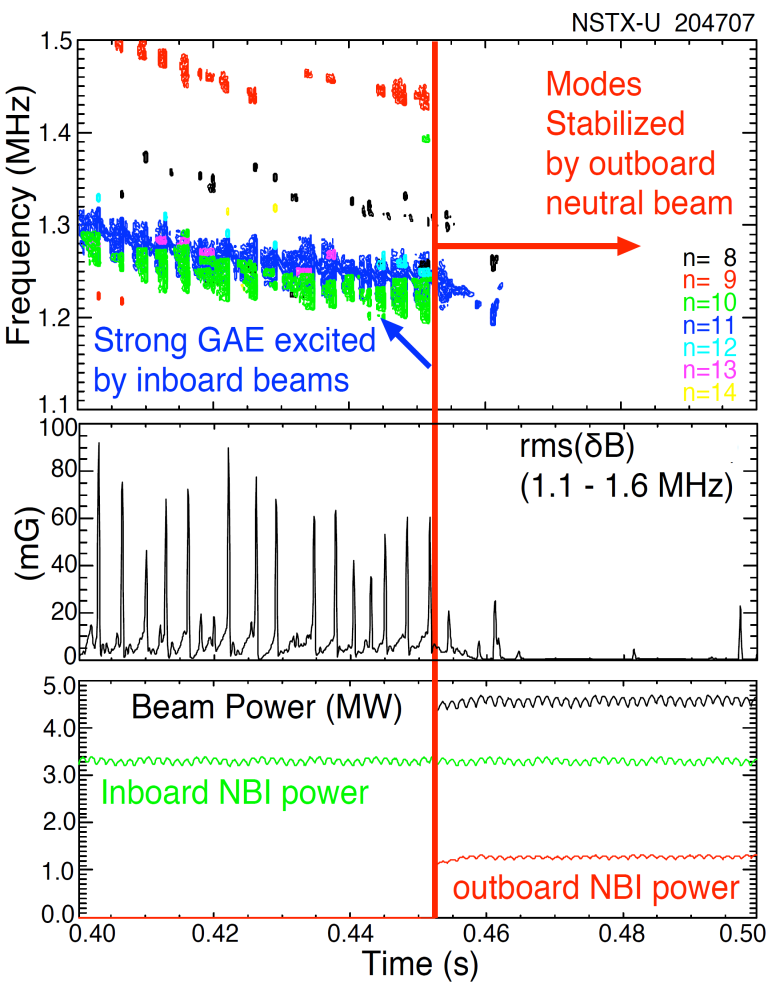 NSTX-U 204707
1.5
1.4
1.3
1.2
1.1
Frequency (MHz)
Modes
Stabilized
by outboard
neutral beam
n= 8
n= 9
n=10
n=11
n=12
n=13
n=14
Strong GAE excited
by inboard beams
100
80
60
40
20
0
(mG)
rms(δB)
(1.1 - 1.6 MHz)
5.0
4.0
3.0
2.0
1.0
0.0
Beam Power (MW)
Inboard NBI power
outboard NBI power
0.40 0.42 0.44 0.46 0.48 0.50
Time (s)